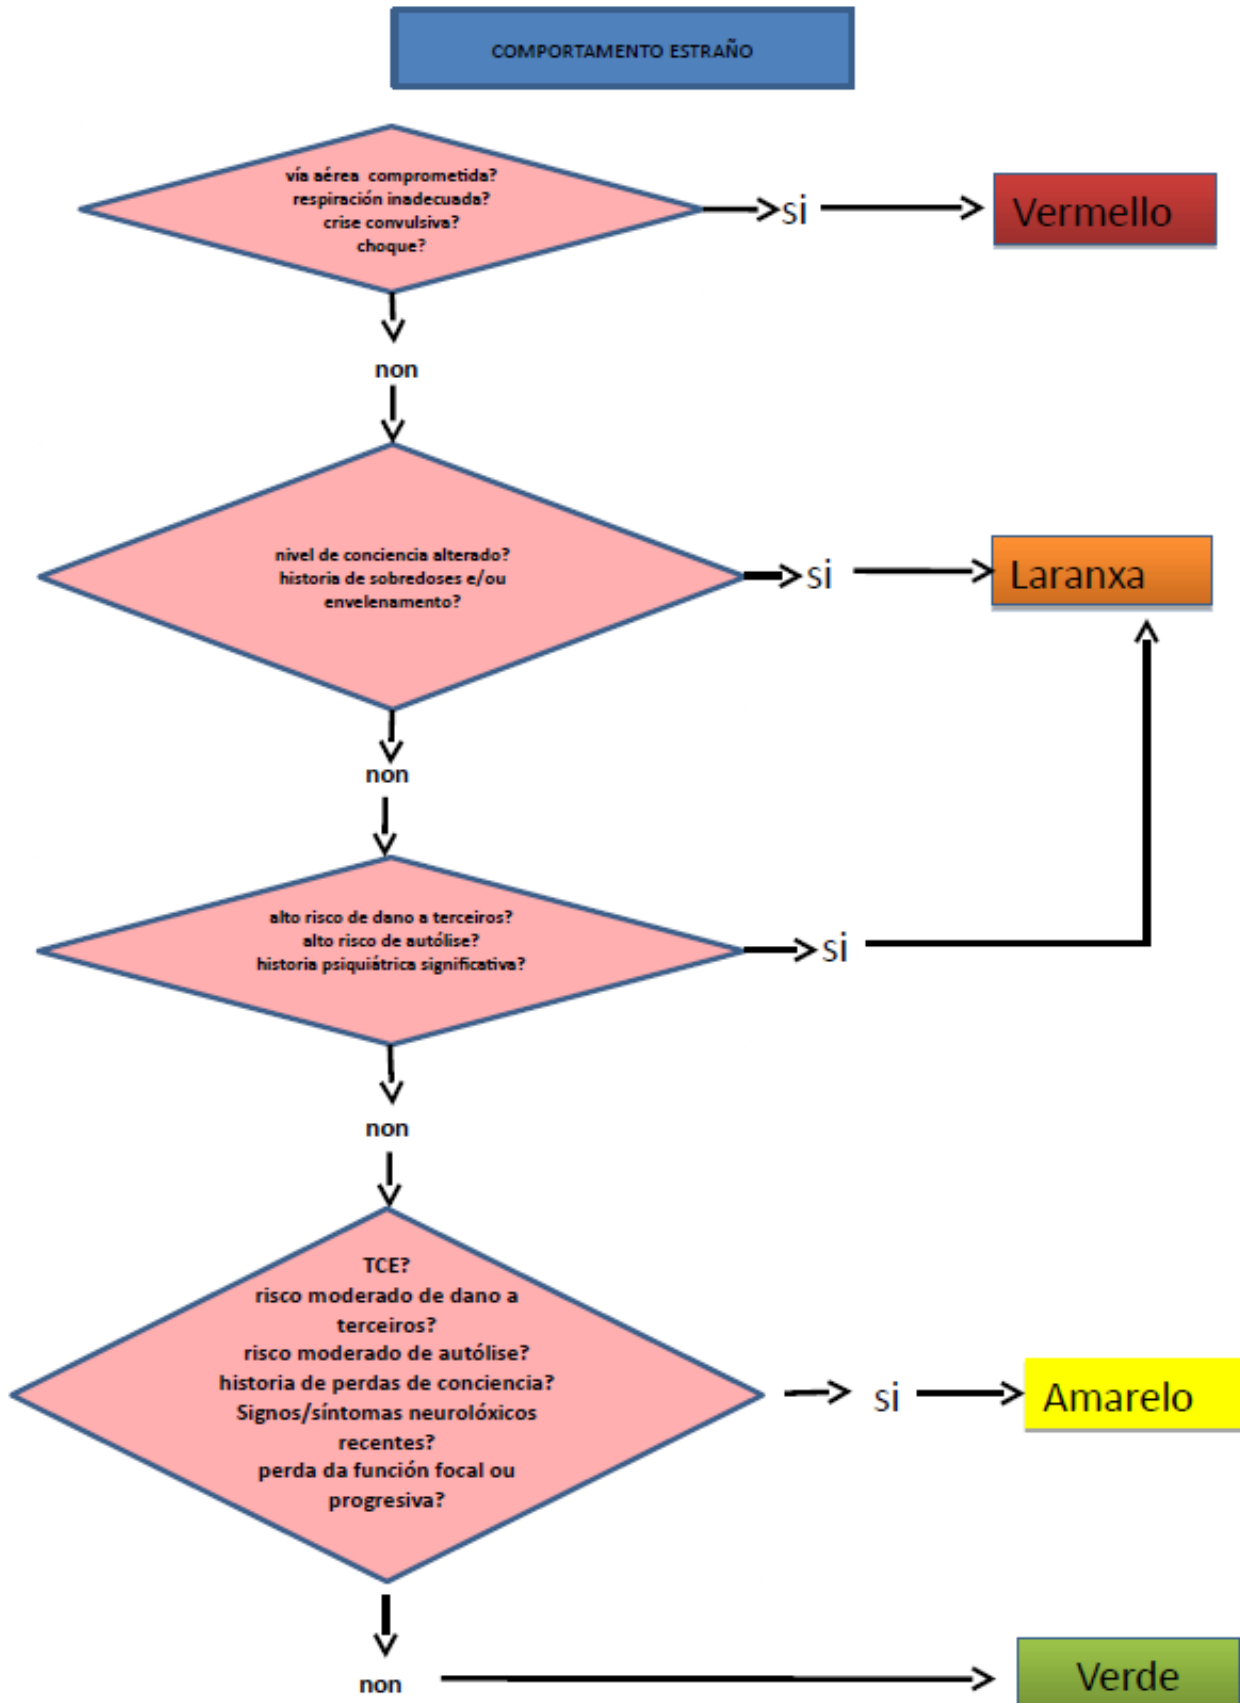 COMPORTAMENTO ESTRAÑO
vía aérea comprometida?
respiración inadecuada?
crise convulsiva?
choque?
si
Vermello
non
nivel de conciencia alterado?
historia de sobredoses e/ou
envelenamento?
si
Laranxa
non
alto risco de dano a terceiros?
alto risco de autólise?
historia psiquiátrica significativa?
si
non
TCE?
risco moderado de dano a
terceiros?
risco moderado de autólise?
historia de perdas de conciencia?
Signos/síntomas neurolóxicos
recentes?
perda da función focal ou
progresiva?
si
Amarelo
non
Verde